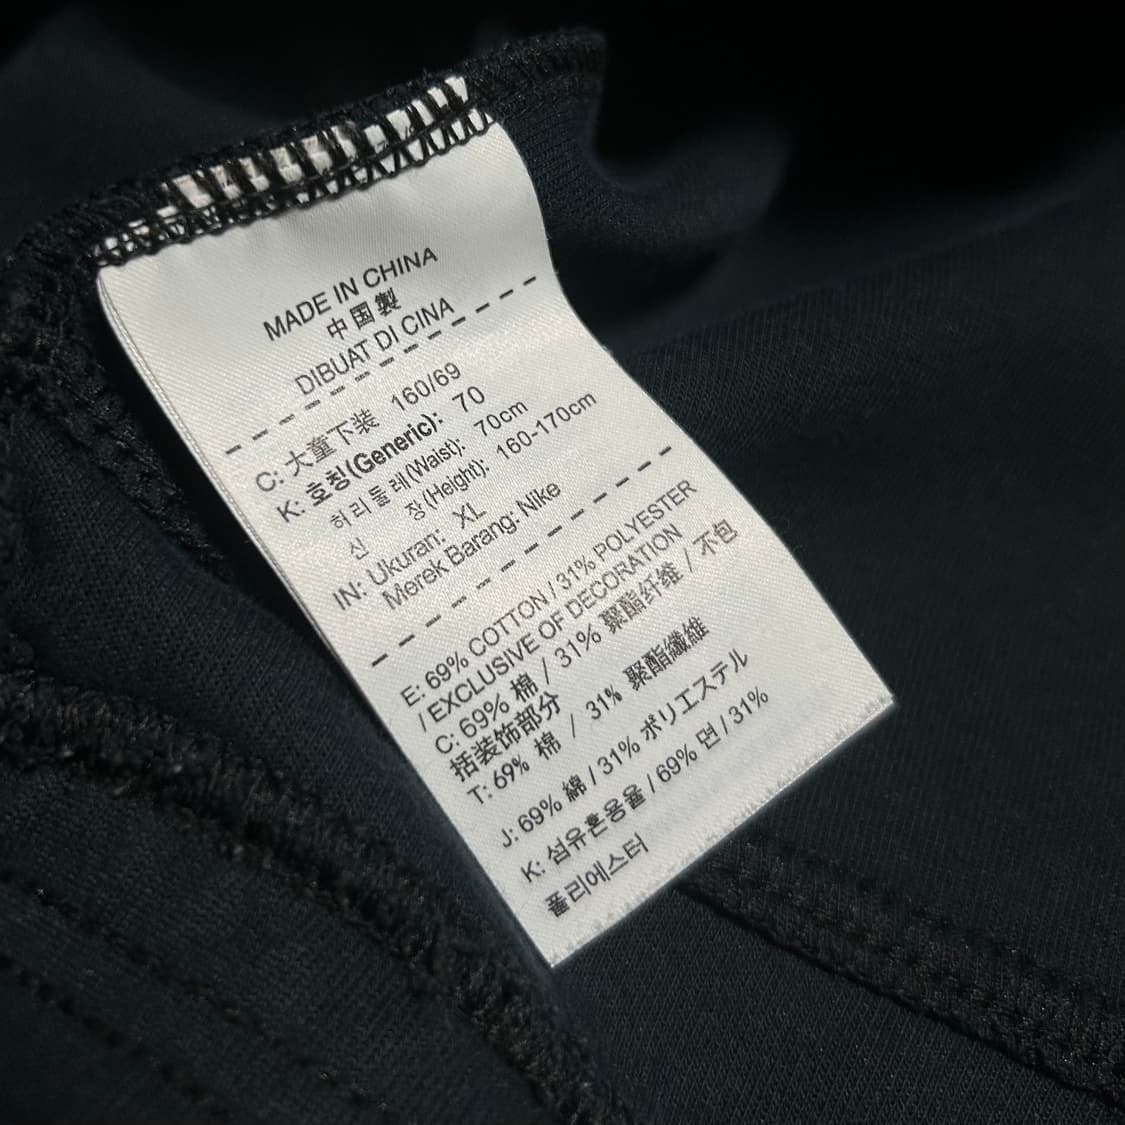 MADE IN CHINA
中国製
DIBUAT DI CINA
C: 大童下装 160/69
K: 호칭(Generic): 70
허리둘레(Waist): 70cm
신 장(Height): 160-170cm
IN: Ukuran: XL
Merek Barang: Nike
E: 69% COTTON / 31% POLYESTER
/ EXCLUSIVE OF DECORATION
C: 69% 棉 / 31% 聚酯纤维 / 不包
括装饰部分
T: 69% 棉 / 31% 聚酯纖維
J: 69% 綿 / 31% ポリエステル
K: 섬유혼용율 / 69% 면 / 31%
폴리에스터